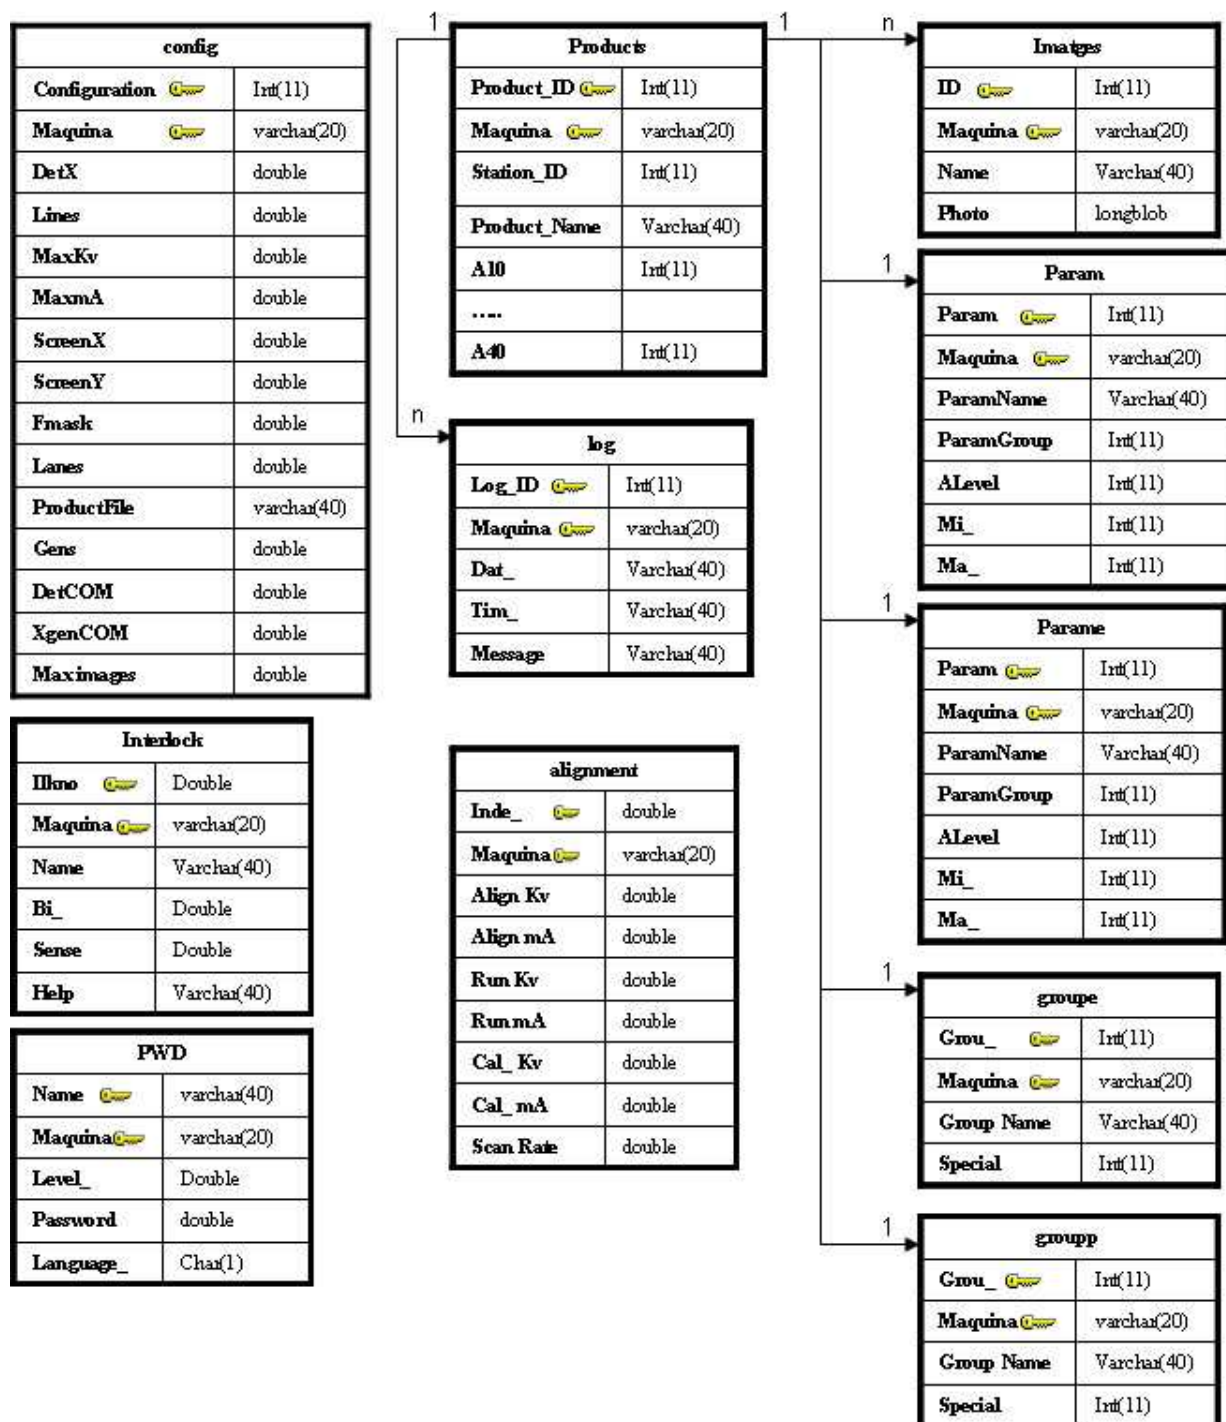 config
Configuration Int(11)
Maquina varchar(20)
DetX double
Lines double
MaxKv double
MaxmA double
ScreenX double
ScreenY double
Fmask double
Lanes double
ProductFile varchar(40)
Gens double
DetCOM double
XgenCOM double
Maximages double
Interlock
Ilkno Double
Maquina varchar(20)
Name Varchar(40)
Bi_ Double
Sense Double
Help Varchar(40)
PWD
Name varchar(40)
Maquina varchar(20)
Level_ Double
Password double
Language_ Char(1)
1
1
n
Products
Product_ID Int(11)
Maquina varchar(20)
Station_ID Int(11)
Product_Name Varchar(40)
A10 Int(11)
.....
A40 Int(11)
n
log
Log_ID Int(11)
Maquina varchar(20)
Dat_ Varchar(40)
Tim_ Varchar(40)
Message Varchar(40)
alignment
Inde_ double
Maquina varchar(20)
Align Kv double
Align mA double
Run Kv double
Run mA double
Cal_ Kv double
Cal_ mA double
Scan Rate double
Imatges
ID Int(11)
Maquina varchar(20)
Name Varchar(40)
Photo longblob
1
Param
Param Int(11)
Maquina varchar(20)
ParamName Varchar(40)
ParamGroup Int(11)
ALevel Int(11)
Mi_ Int(11)
Ma_ Int(11)
1
Parame
Param Int(11)
Maquina varchar(20)
ParamName Varchar(40)
ParamGroup Int(11)
ALevel Int(11)
Mi_ Int(11)
Ma_ Int(11)
1
groupe
Grou_ Int(11)
Maquina varchar(20)
Group Name Varchar(40)
Special Int(11)
1
groupp
Grou_ Int(11)
Maquina varchar(20)
Group Name Varchar(40)
Special Int(11)